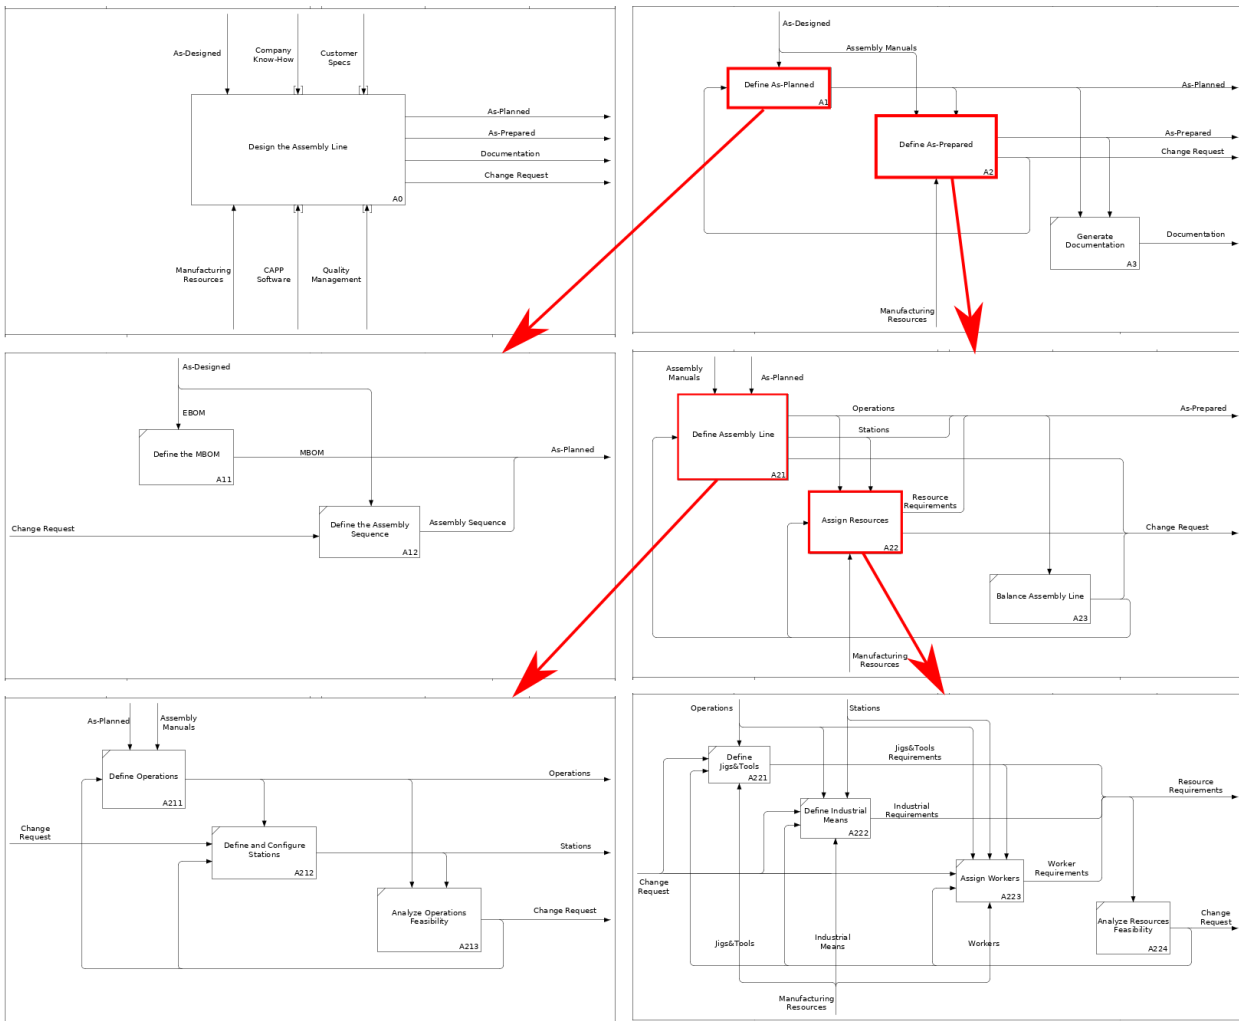 As-Designed
Company
Know-How
Customer
Specs
Design the Assembly Line
A0
As-Planned
As-Prepared
Documentation
Change Request
Manufacturing
Resources
CAPP
Software
Quality
Management
As-Designed
Assembly Manuals
Define As-Planned
A1
As-Planned
Define As-Prepared
A2
As-Prepared
Change Request
Generate
Documentation
A3
Documentation
Manufacturing
Resources
As-Designed
EBOM
Define the MBOM
A11
MBOM
As-Planned
Change Request
Define the Assembly
Sequence
A12
Assembly Sequence
Assembly
Manuals
As-Planned
Define Assembly Line
A21
Operations
Stations
As-Prepared
Assign Resources
A22
Resource
Requirements
Change Request
Balance Assembly Line
A23
Manufacturing
Resources
As-Planned
Assembly
Manuals
Define Operations
A211
Operations
Change
Request
Define and Configure
Stations
A212
Stations
Analyze Operations
Feasibility
A213
Change Request
Operations
Stations
Define
Jigs&Tools
A221
Jigs&Tools
Requirements
Define Industrial
Means
A222
Industrial
Requirements
Resource
Requirements
Change
Request
Assign Workers
A223
Worker
Requirements
Analyze Resources
Feasibility
A224
Change
Request
Jigs&Tools
Industrial
Means
Workers
Manufacturing
Resources